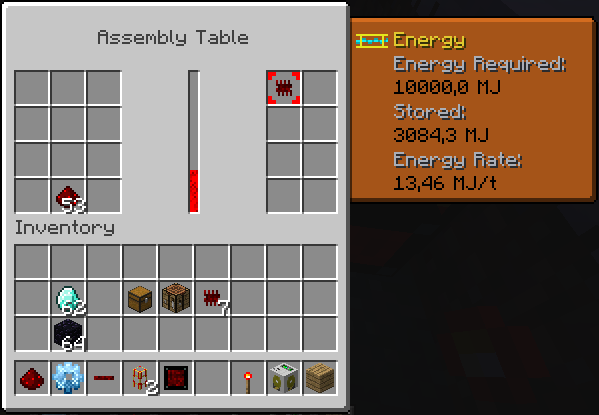 Assembly Table
Energy
Energy Required:
10000,0 MJ
Stored:
3084,3 MJ
Energy Rate:
13,46 MJ/t
53
Inventory
62
7
64
2